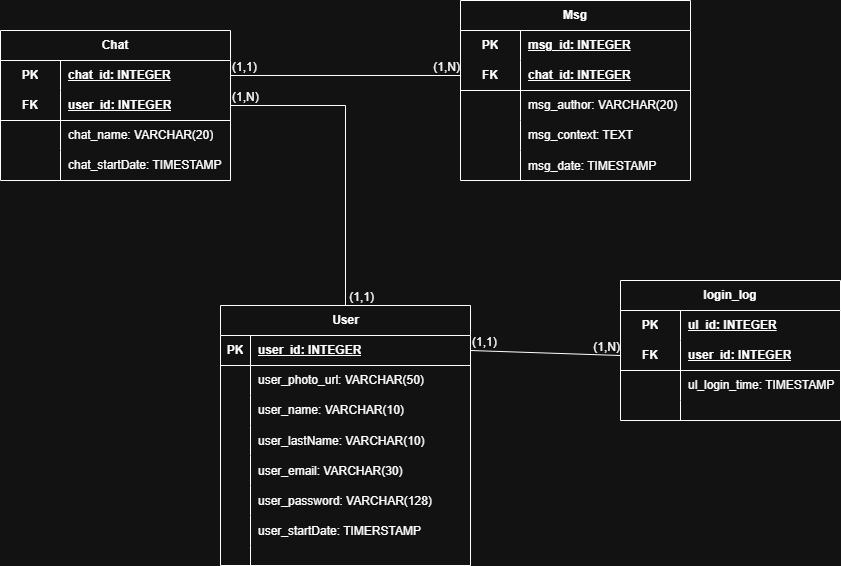 Chat
PK chat_id: INTEGER
FK user_id: INTEGER
chat_name: VARCHAR(20)
chat_startDate: TIMESTAMP
(1,1)
(1,N)
(1,N)
Msg
PK msg_id: INTEGER
FK chat_id: INTEGER
msg_author: VARCHAR(20)
msg_context: TEXT
msg_date: TIMESTAMP
(1,1)
User
PK user_id: INTEGER
user_photo_url: VARCHAR(50)
user_name: VARCHAR(10)
user_lastName: VARCHAR(10)
user_email: VARCHAR(30)
user_password: VARCHAR(128)
user_startDate: TIMERSTAMP
(1,1)
(1,N)
login_log
PK ul_id: INTEGER
FK user_id: INTEGER
ul_login_time: TIMESTAMP